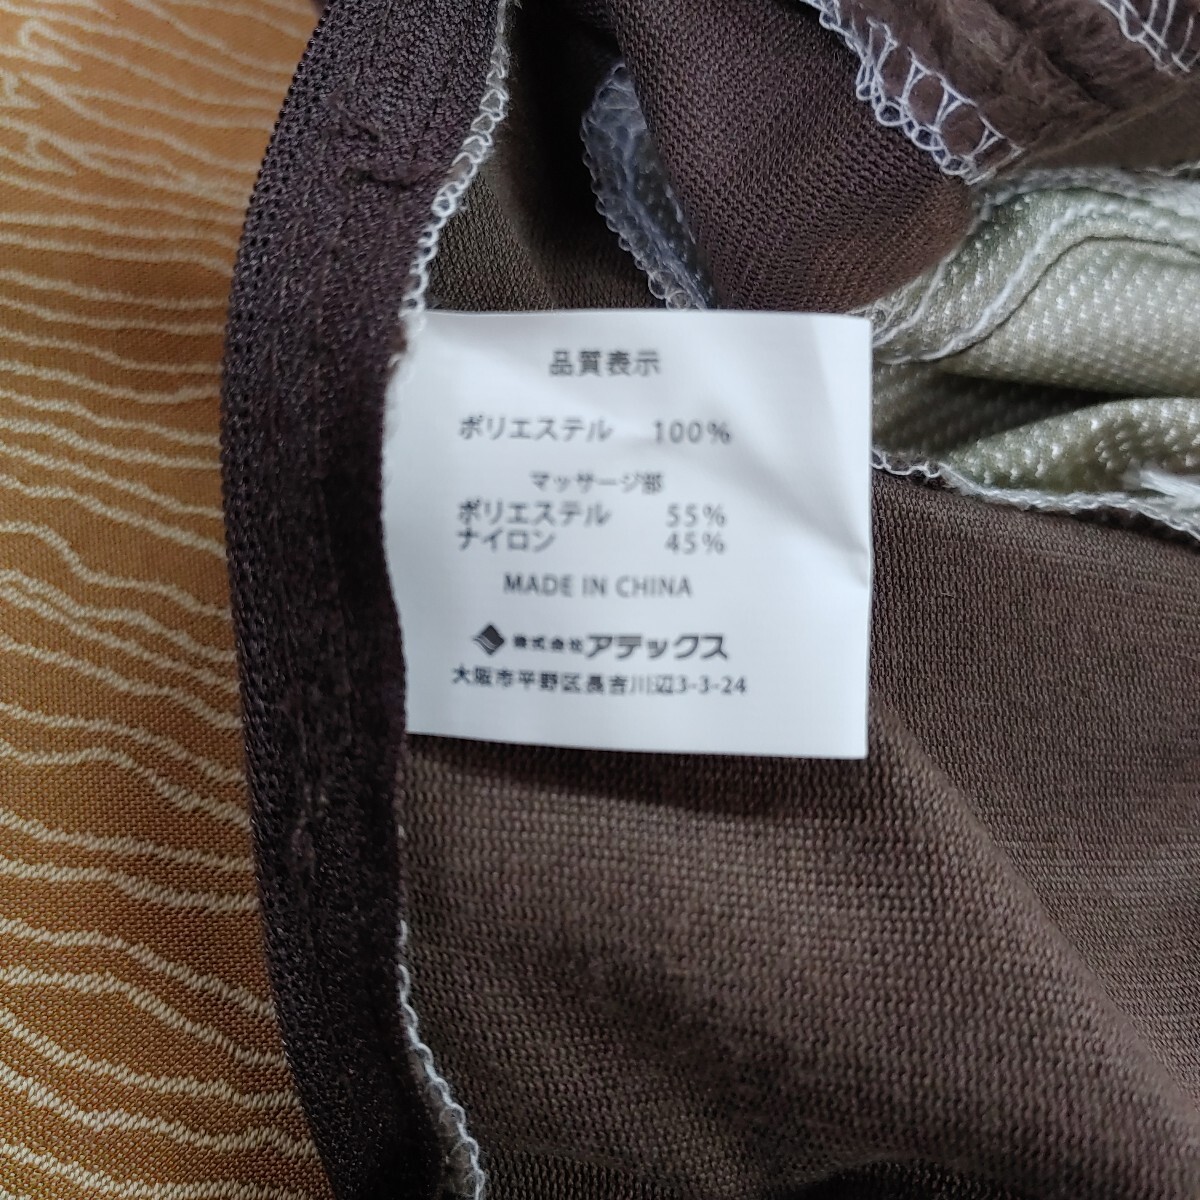 品質表示
ポリエステル 100%
マッサージ部
ポリエステル 55%
ナイロン 45%
MADE IN CHINA
株式会社アテックス
大阪市平野区長吉川辺3-3-24